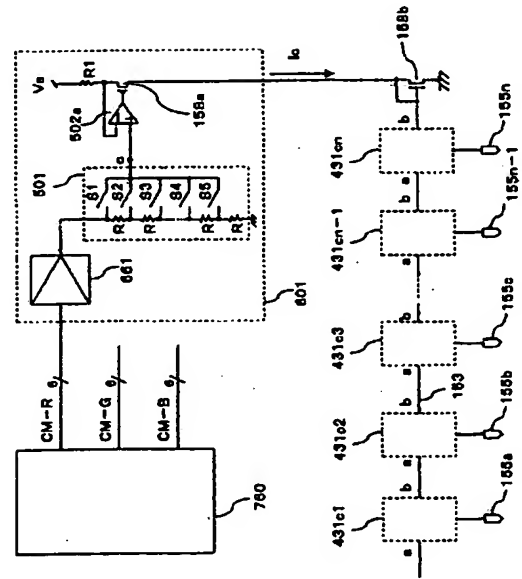 Vs
R1
502a
158a
Ic
501
c
S1
S2
S3
S4
S5
R
R
R
R
661
601
CM-R
6
CM-G
6
CM-B
6
760
158b
431c1
431c2
431c3
431cn-1
431cn
a
b
a
b
a
b
a
b
a
b
153
155a
155b
155c
155n-1
155n